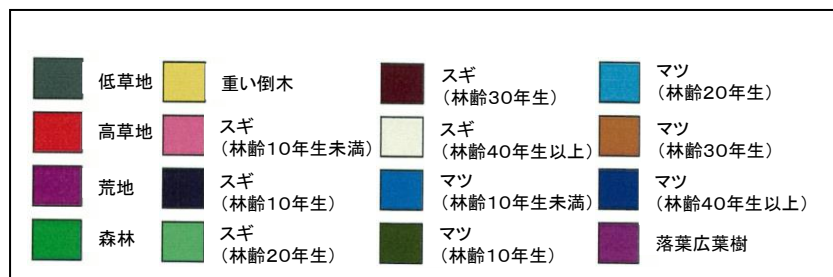 低草地
高草地
荒地
森林
重い倒木
スギ
（林齢１０年生未満）
スギ
（林齢１０年生）
スギ
（林齢２０年生）
スギ
（林齢３０年生）
スギ
（林齢４０年生以上）
マツ
（林齢１０年生未満）
マツ
（林齢１０年生）
マツ
（林齢２０年生）
マツ
（林齢３０年生）
マツ
（林齢４０年生以上）
落葉広葉樹